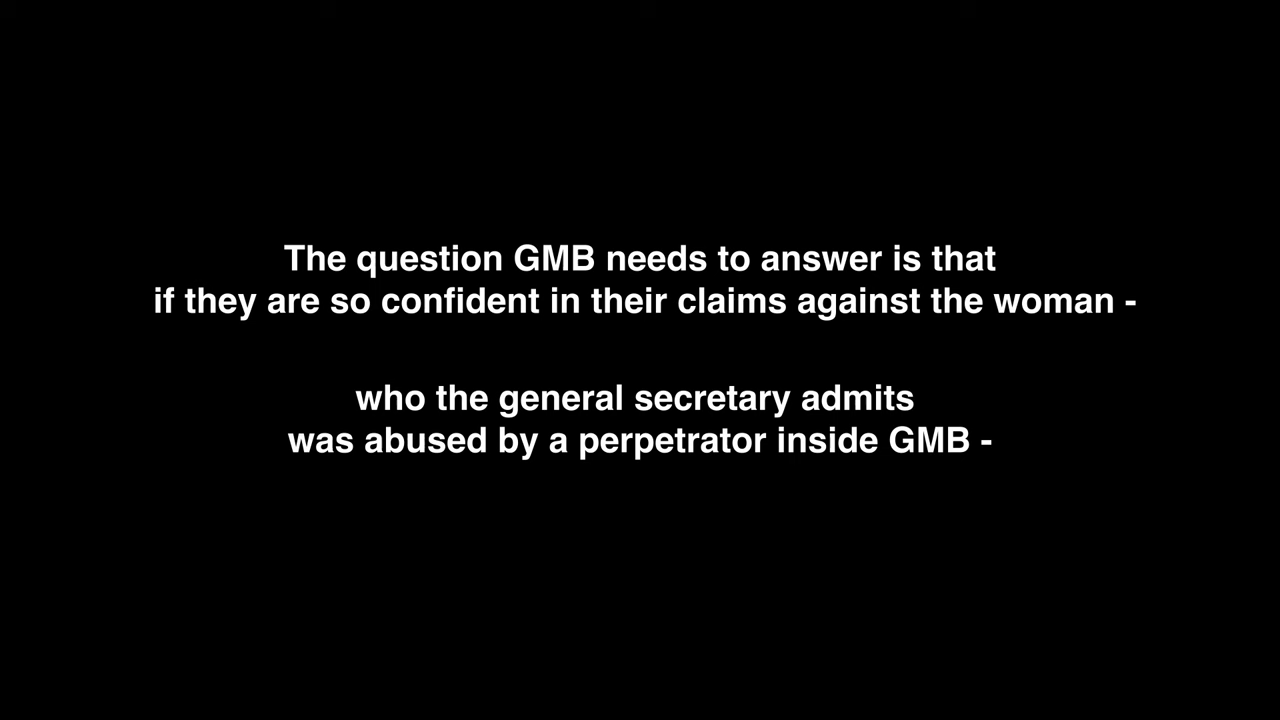 The question GMB needs to answer is that
if they are so confident in their claims against the woman -
who the general secretary admits
was abused by a perpetrator inside GMB -